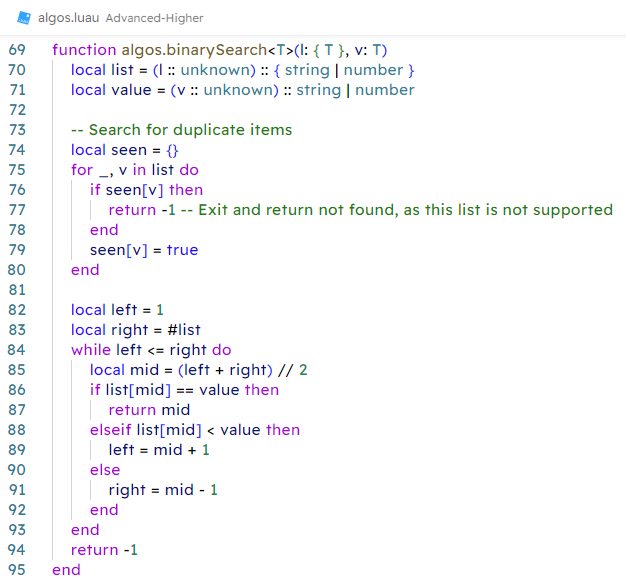 algos.luau Advanced-Higher
69 function algos.binarySearch<T>(l: { T }, v: T)
70 local list = (l :: unknown) :: { string | number }
71 local value = (v :: unknown) :: string | number
72
73 -- Search for duplicate items
74 local seen = {}
75 for _, v in list do
76 if seen[v] then
77 return -1 -- Exit and return not found, as this list is not supported
78 end
79 seen[v] = true
80 end
81
82 local left = 1
83 local right = #list
84 while left <= right do
85 local mid = (left + right) // 2
86 if list[mid] == value then
87 return mid
88 elseif list[mid] < value then
89 left = mid + 1
90 else
91 right = mid - 1
92 end
93 end
94 return -1
95 end